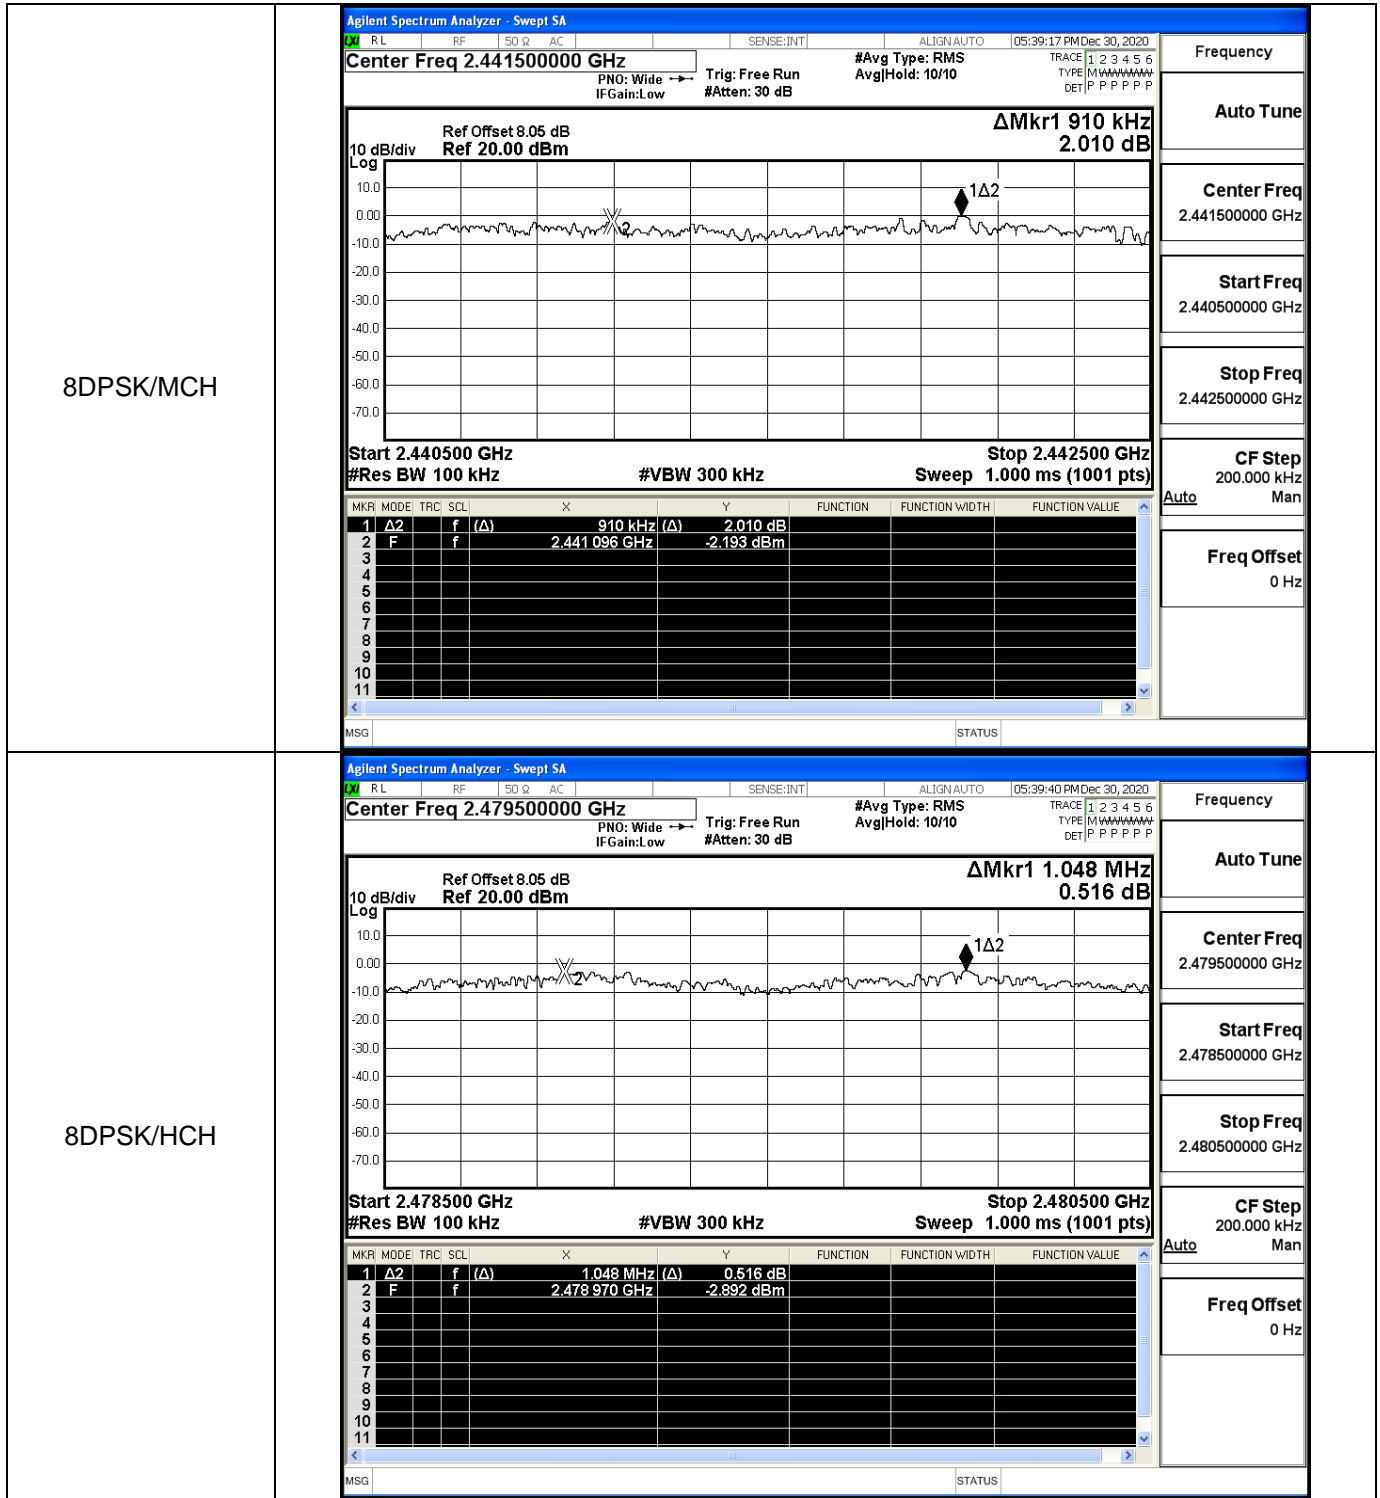 8DPSK/MCH
Agilent Spectrum Analyzer - Swept SA
LXI RL RF 50 Ω AC SENSE:INT ALIGN AUTO 05:39:17 PM Dec 30, 2020
Center Freq 2.441500000 GHz
PNO: Wide
IFGain:Low
Trig: Free Run
#Atten: 30 dB
#Avg Type: RMS
Avg|Hold: 10/10
TRACE 1 2 3 4 5 6
TYPE M WWWWW
DET P P P P P P
ΔMkr1 910 kHz
2.010 dB
Ref Offset 8.05 dB
10 dB/div Ref 20.00 dBm
Log
10.0
0.00
-10.0
-20.0
-30.0
-40.0
-50.0
-60.0
-70.0
1Δ2
2
Start 2.440500 GHz Stop 2.442500 GHz
#Res BW 100 kHz #VBW 300 kHz Sweep 1.000 ms (1001 pts)
MKR MODE TRC SCL X Y FUNCTION FUNCTION WIDTH FUNCTION VALUE
1 Δ2 f (Δ) 910 kHz (Δ) 2.010 dB
2 F f 2.441 096 GHz -2.193 dBm
3
4
5
6
7
8
9
10
11
MSG STATUS
Frequency
Auto Tune
Center Freq
2.441500000 GHz
Start Freq
2.440500000 GHz
Stop Freq
2.442500000 GHz
CF Step
200.000 kHz
Auto Man
Freq Offset
0 Hz
8DPSK/HCH
Agilent Spectrum Analyzer - Swept SA
LXI RL RF 50 Ω AC SENSE:INT ALIGN AUTO 05:39:40 PM Dec 30, 2020
Center Freq 2.479500000 GHz
PNO: Wide
IFGain:Low
Trig: Free Run
#Atten: 30 dB
#Avg Type: RMS
Avg|Hold: 10/10
TRACE 1 2 3 4 5 6
TYPE M WWWWW
DET P P P P P P
ΔMkr1 1.048 MHz
0.516 dB
Ref Offset 8.05 dB
10 dB/div Ref 20.00 dBm
Log
10.0
0.00
-10.0
-20.0
-30.0
-40.0
-50.0
-60.0
-70.0
1Δ2
2
Start 2.478500 GHz Stop 2.480500 GHz
#Res BW 100 kHz #VBW 300 kHz Sweep 1.000 ms (1001 pts)
MKR MODE TRC SCL X Y FUNCTION FUNCTION WIDTH FUNCTION VALUE
1 Δ2 f (Δ) 1.048 MHz (Δ) 0.516 dB
2 F f 2.478 970 GHz -2.892 dBm
3
4
5
6
7
8
9
10
11
MSG STATUS
Frequency
Auto Tune
Center Freq
2.479500000 GHz
Start Freq
2.478500000 GHz
Stop Freq
2.480500000 GHz
CF Step
200.000 kHz
Auto Man
Freq Offset
0 Hz